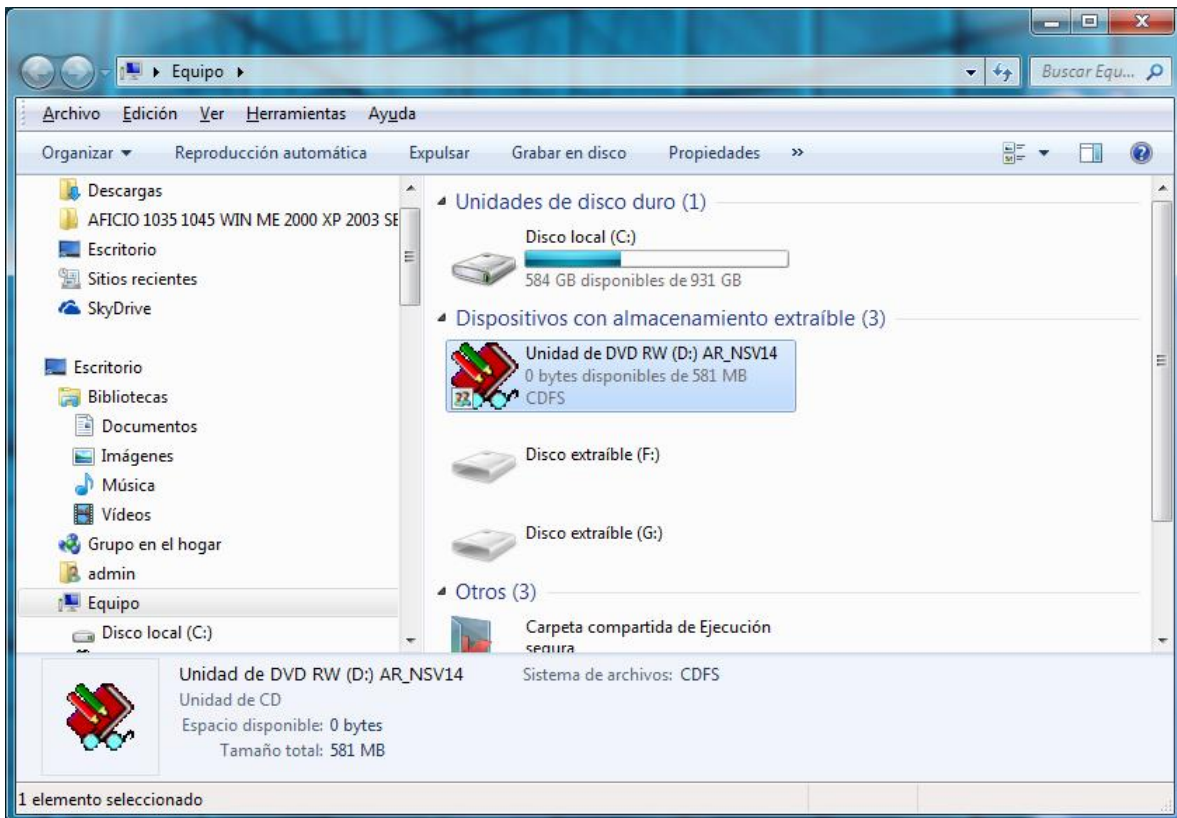 Equipo
Buscar Equ...
Archivo Edición Ver Herramientas Ayuda
Organizar Reproducción automática Expulsar Grabar en disco Propiedades »
Descargas
AFICIO 1035 1045 WIN ME 2000 XP 2003 SE
Escritorio
Sitios recientes
SkyDrive
Escritorio
Bibliotecas
Documentos
Imágenes
Música
Vídeos
Grupo en el hogar
admin
Equipo
Disco local (C:)
Unidades de disco duro (1)
Disco local (C:)
584 GB disponibles de 931 GB
Dispositivos con almacenamiento extraíble (3)
Unidad de DVD RW (D:) AR_NSV14
0 bytes disponibles de 581 MB
CDFS
Disco extraíble (F:)
Disco extraíble (G:)
Otros (3)
Carpeta compartida de Ejecución
segura
Unidad de DVD RW (D:) AR_NSV14 Sistema de archivos: CDFS
Unidad de CD
Espacio disponible: 0 bytes
Tamaño total: 581 MB
1 elemento seleccionado